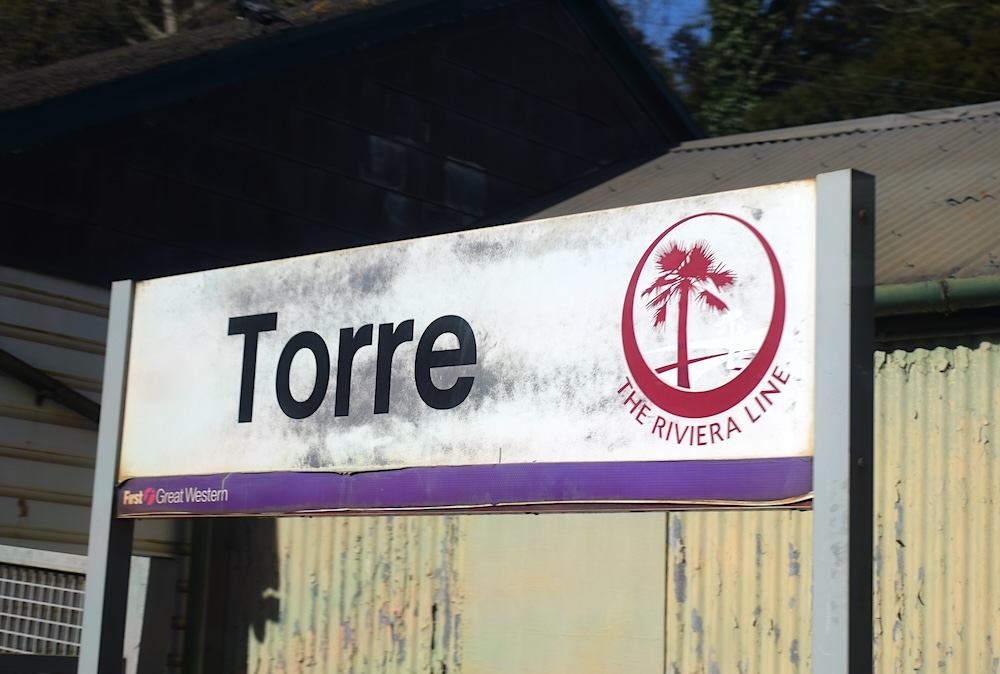 Torre
THE RIVIERA LINE
First Great Western